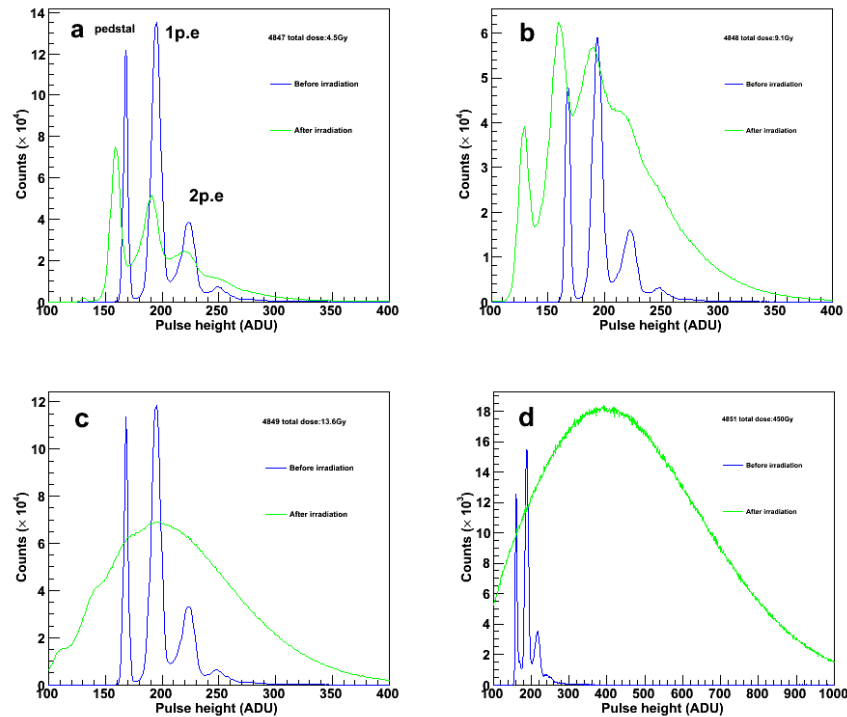 a
pedstal
1p.e
2p.e
4847 total dose:4.5Gy
Before irradiation
After irradiation
Counts (× 10⁴)
0 2 4 6 8 10 12 14
100 150 200 250 300 350 400
Pulse height (ADU)
b
4848 total dose:9.1Gy
Before irradiation
After irradiation
Counts (× 10⁴)
0 1 2 3 4 5 6
100 150 200 250 300 350 400
Pulse height (ADU)
c
4849 total dose:13.6Gy
Before irradiation
After irradiation
Counts (× 10⁴)
0 2 4 6 8 10 12
100 150 200 250 300 350 400
Pulse height (ADU)
d
4851 total dose:450Gy
Before irradiation
After irradiation
Counts (× 10³)
0 2 4 6 8 10 12 14 16 18
100 200 300 400 500 600 700 800 900 1000
Pulse height (ADU)